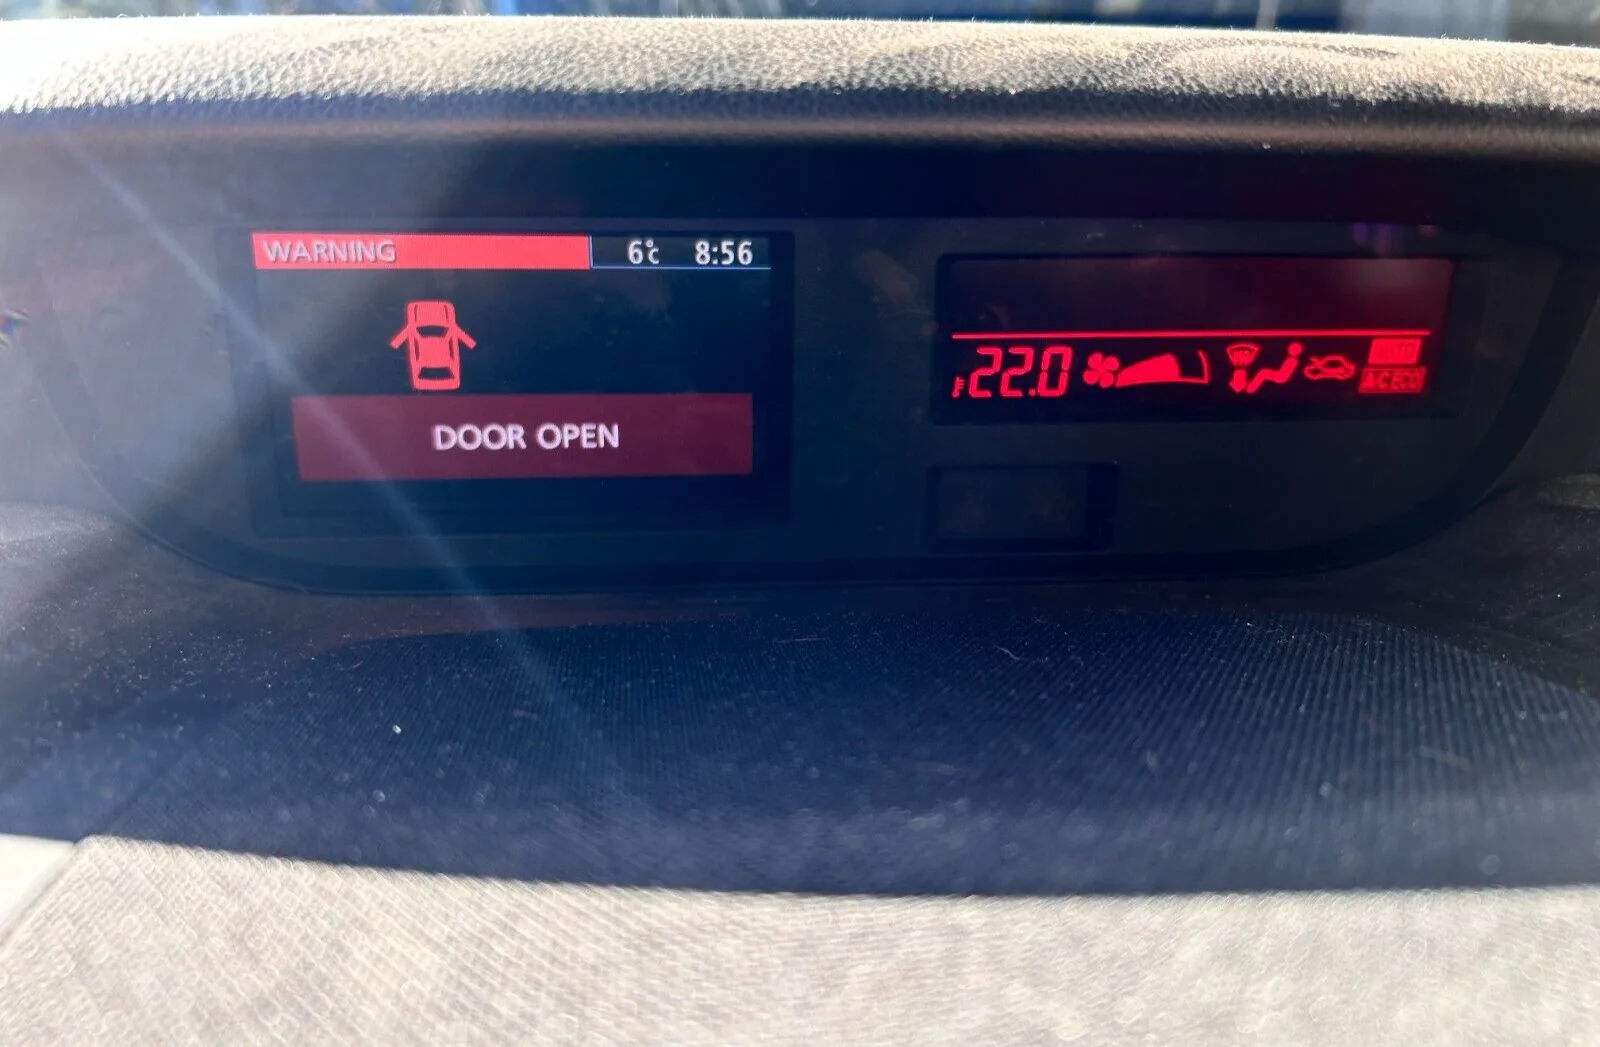 WARNING 6℃ 8:56
DOOR OPEN
22.0
AUTO
A/C ECO